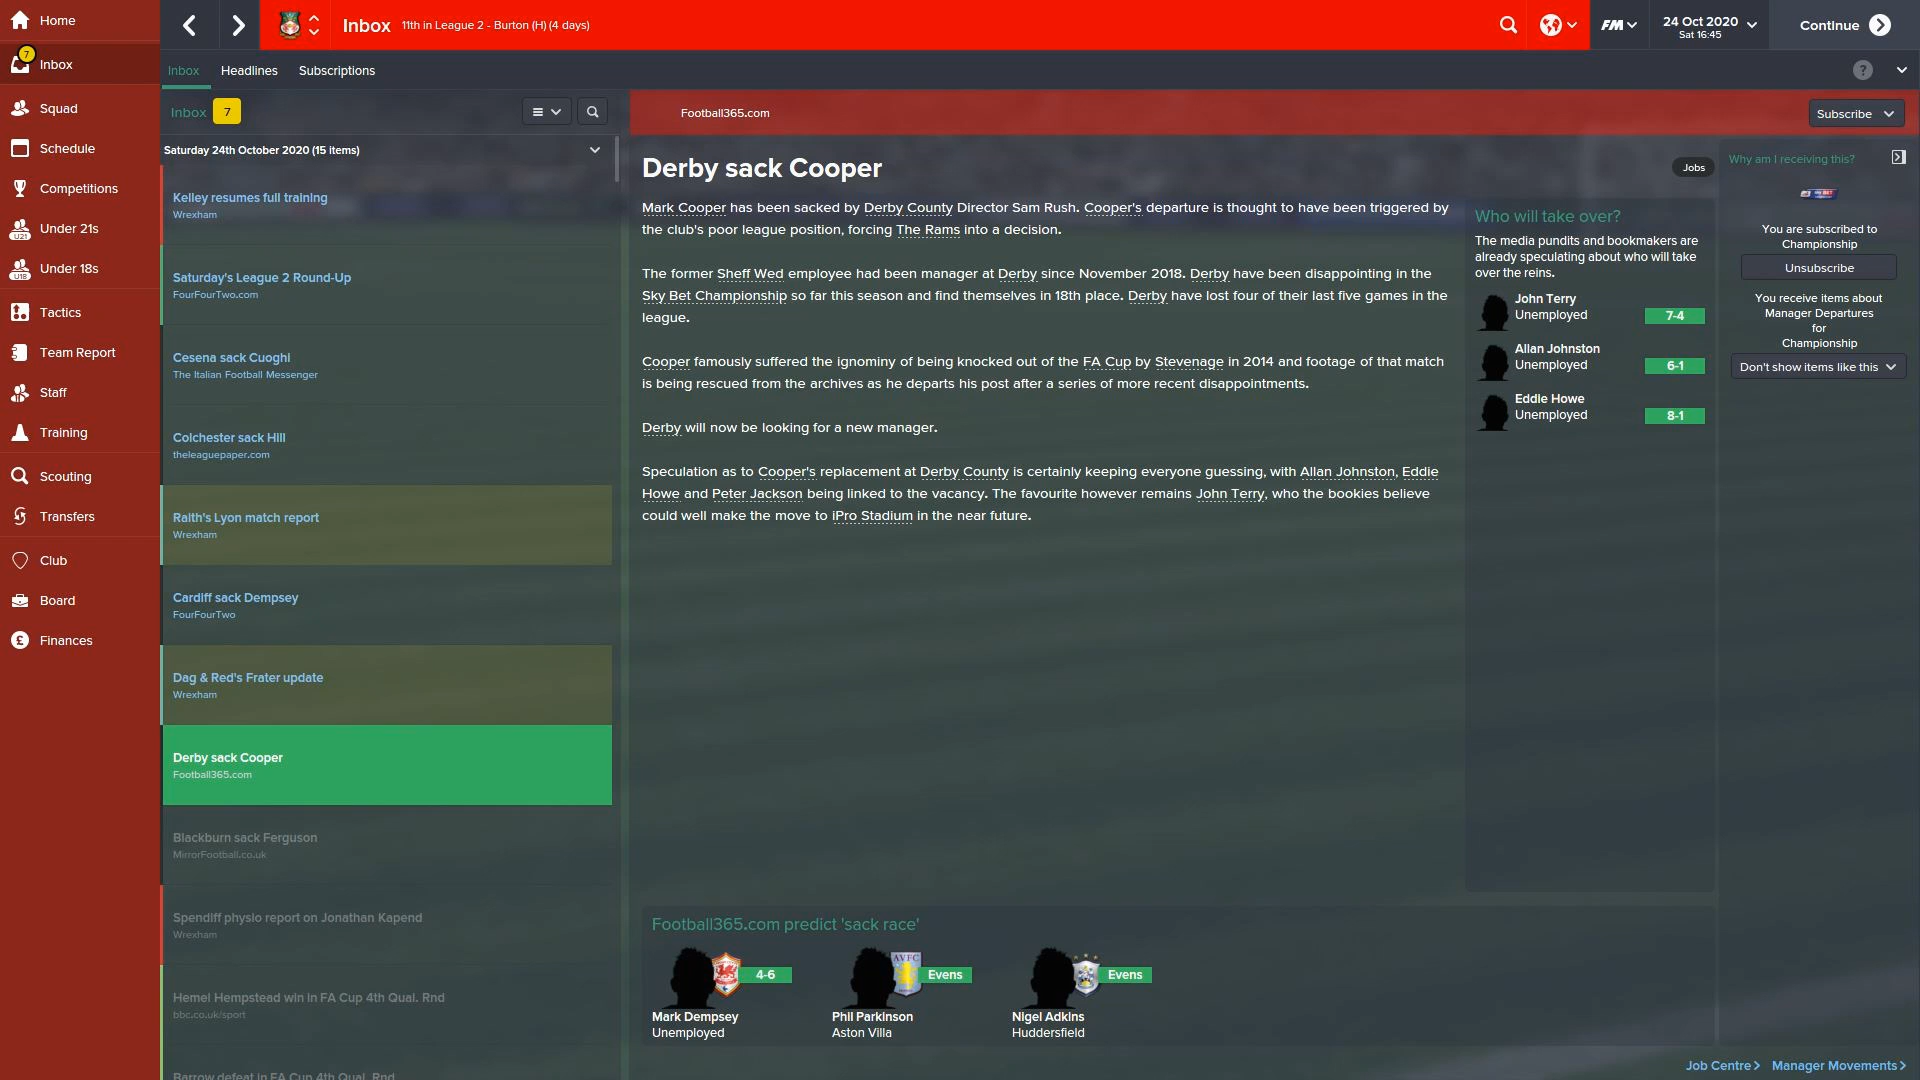 Home
7
Inbox
Squad
Schedule
Competitions
U21
Under 21s
U18
Under 18s
Tactics
Team Report
Staff
Training
Scouting
Transfers
Club
Board
£
Finances
Inbox
11th in League 2 - Burton (H) (4 days)
FM
24 Oct 2020
Sat 16:45
Continue
Inbox
Headlines
Subscriptions
?
Inbox
7
Saturday 24th October 2020 (15 items)
Kelley resumes full training
Wrexham
Saturday's League 2 Round-Up
FourFourTwo.com
Cesena sack Cuoghi
The Italian Football Messenger
Colchester sack Hill
theleaguepaper.com
Raith's Lyon match report
Wrexham
Cardiff sack Dempsey
FourFourTwo
Dag & Red's Frater update
Wrexham
Derby sack Cooper
Football365.com
Blackburn sack Ferguson
MirrorFootball.co.uk
Spendiff physio report on Jonathan Kapend
Wrexham
Hemel Hempstead win in FA Cup 4th Qual. Rnd
bbc.co.uk/sport
Barrow defeat in FA Cup 4th Qual. Rnd
Football365.com
Subscribe
Derby sack Cooper
Jobs
Mark Cooper has been sacked by Derby County Director Sam Rush. Cooper's departure is thought to have been triggered by
the club's poor league position, forcing The Rams into a decision.
The former Sheff Wed employee had been manager at Derby since November 2018. Derby have been disappointing in the
Sky Bet Championship so far this season and find themselves in 18th place. Derby have lost four of their last five games in the
league.
Cooper famously suffered the ignominy of being knocked out of the FA Cup by Stevenage in 2014 and footage of that match
is being rescued from the archives as he departs his post after a series of more recent disappointments.
Derby will now be looking for a new manager.
Speculation as to Cooper's replacement at Derby County is certainly keeping everyone guessing, with Allan Johnston, Eddie
Howe and Peter Jackson being linked to the vacancy. The favourite however remains John Terry, who the bookies believe
could well make the move to iPro Stadium in the near future.
Who will take over?
The media pundits and bookmakers are
already speculating about who will take
over the reins.
John Terry
Unemployed
7-4
Allan Johnston
Unemployed
6-1
Eddie Howe
Unemployed
8-1
Why am I receiving this?
You are subscribed to
Championship
Unsubscribe
You receive items about
Manager Departures
for
Championship
Don't show items like this
Football365.com predict 'sack race'
4-6
Mark Dempsey
Unemployed
AVFC
Evens
Phil Parkinson
Aston Villa
Evens
Nigel Adkins
Huddersfield
Job Centre>
Manager Movements>